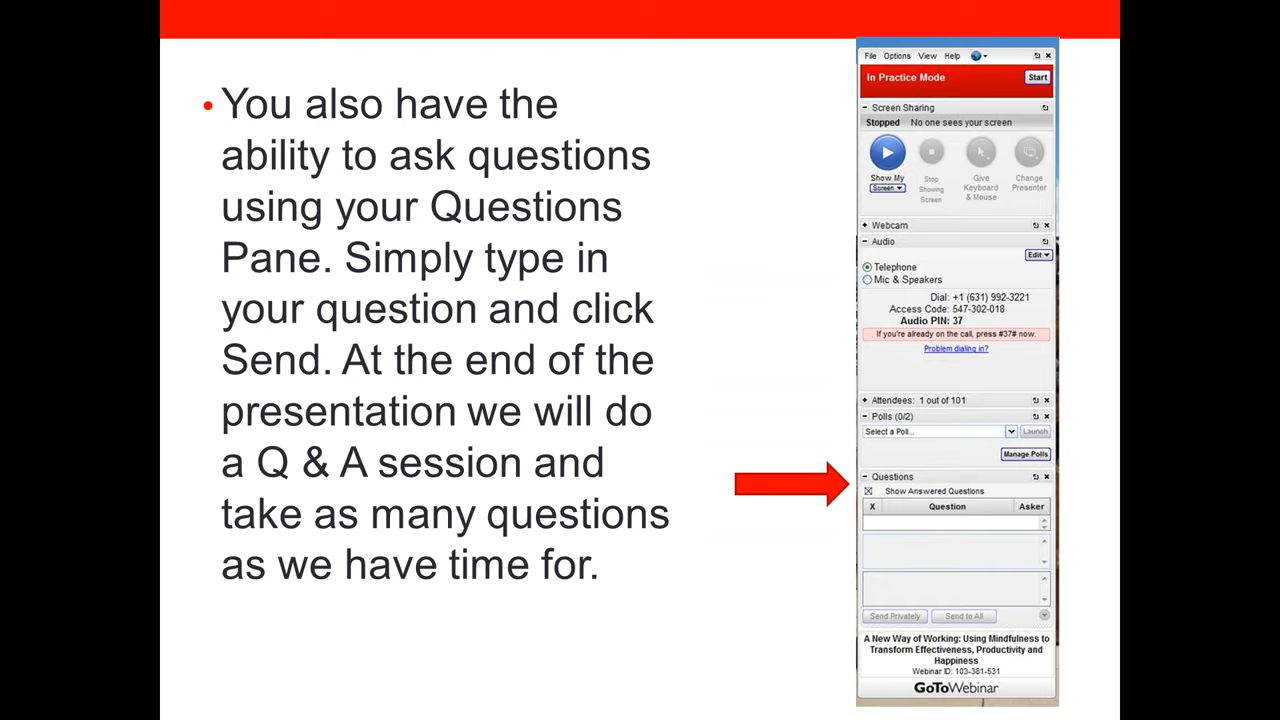 • You also have the
ability to ask questions
using your Questions
Pane. Simply type in
your question and click
Send. At the end of the
presentation we will do
a Q & A session and
take as many questions
as we have time for.
File Options View Help
In Practice Mode Start
Screen Sharing
Stopped No one sees your screen
Show My
Screen
Stop
Showing
Screen
Give
Keyboard
& Mouse
Change
Presenter
Webcam
Audio
Edit
Telephone
Mic & Speakers
Dial: +1 (631) 992-3221
Access Code: 547-302-018
Audio PIN: 37
If you're already on the call, press #37# now.
Problem dialing in?
Attendees: 1 out of 101
Polls (0/2)
Select a Poll... Launch
Manage Polls
Questions
Show Answered Questions
X Question Asker
Send Privately Send to All
A New Way of Working: Using Mindfulness to
Transform Effectiveness, Productivity and
Happiness
Webinar ID: 103-381-531
GoToWebinar